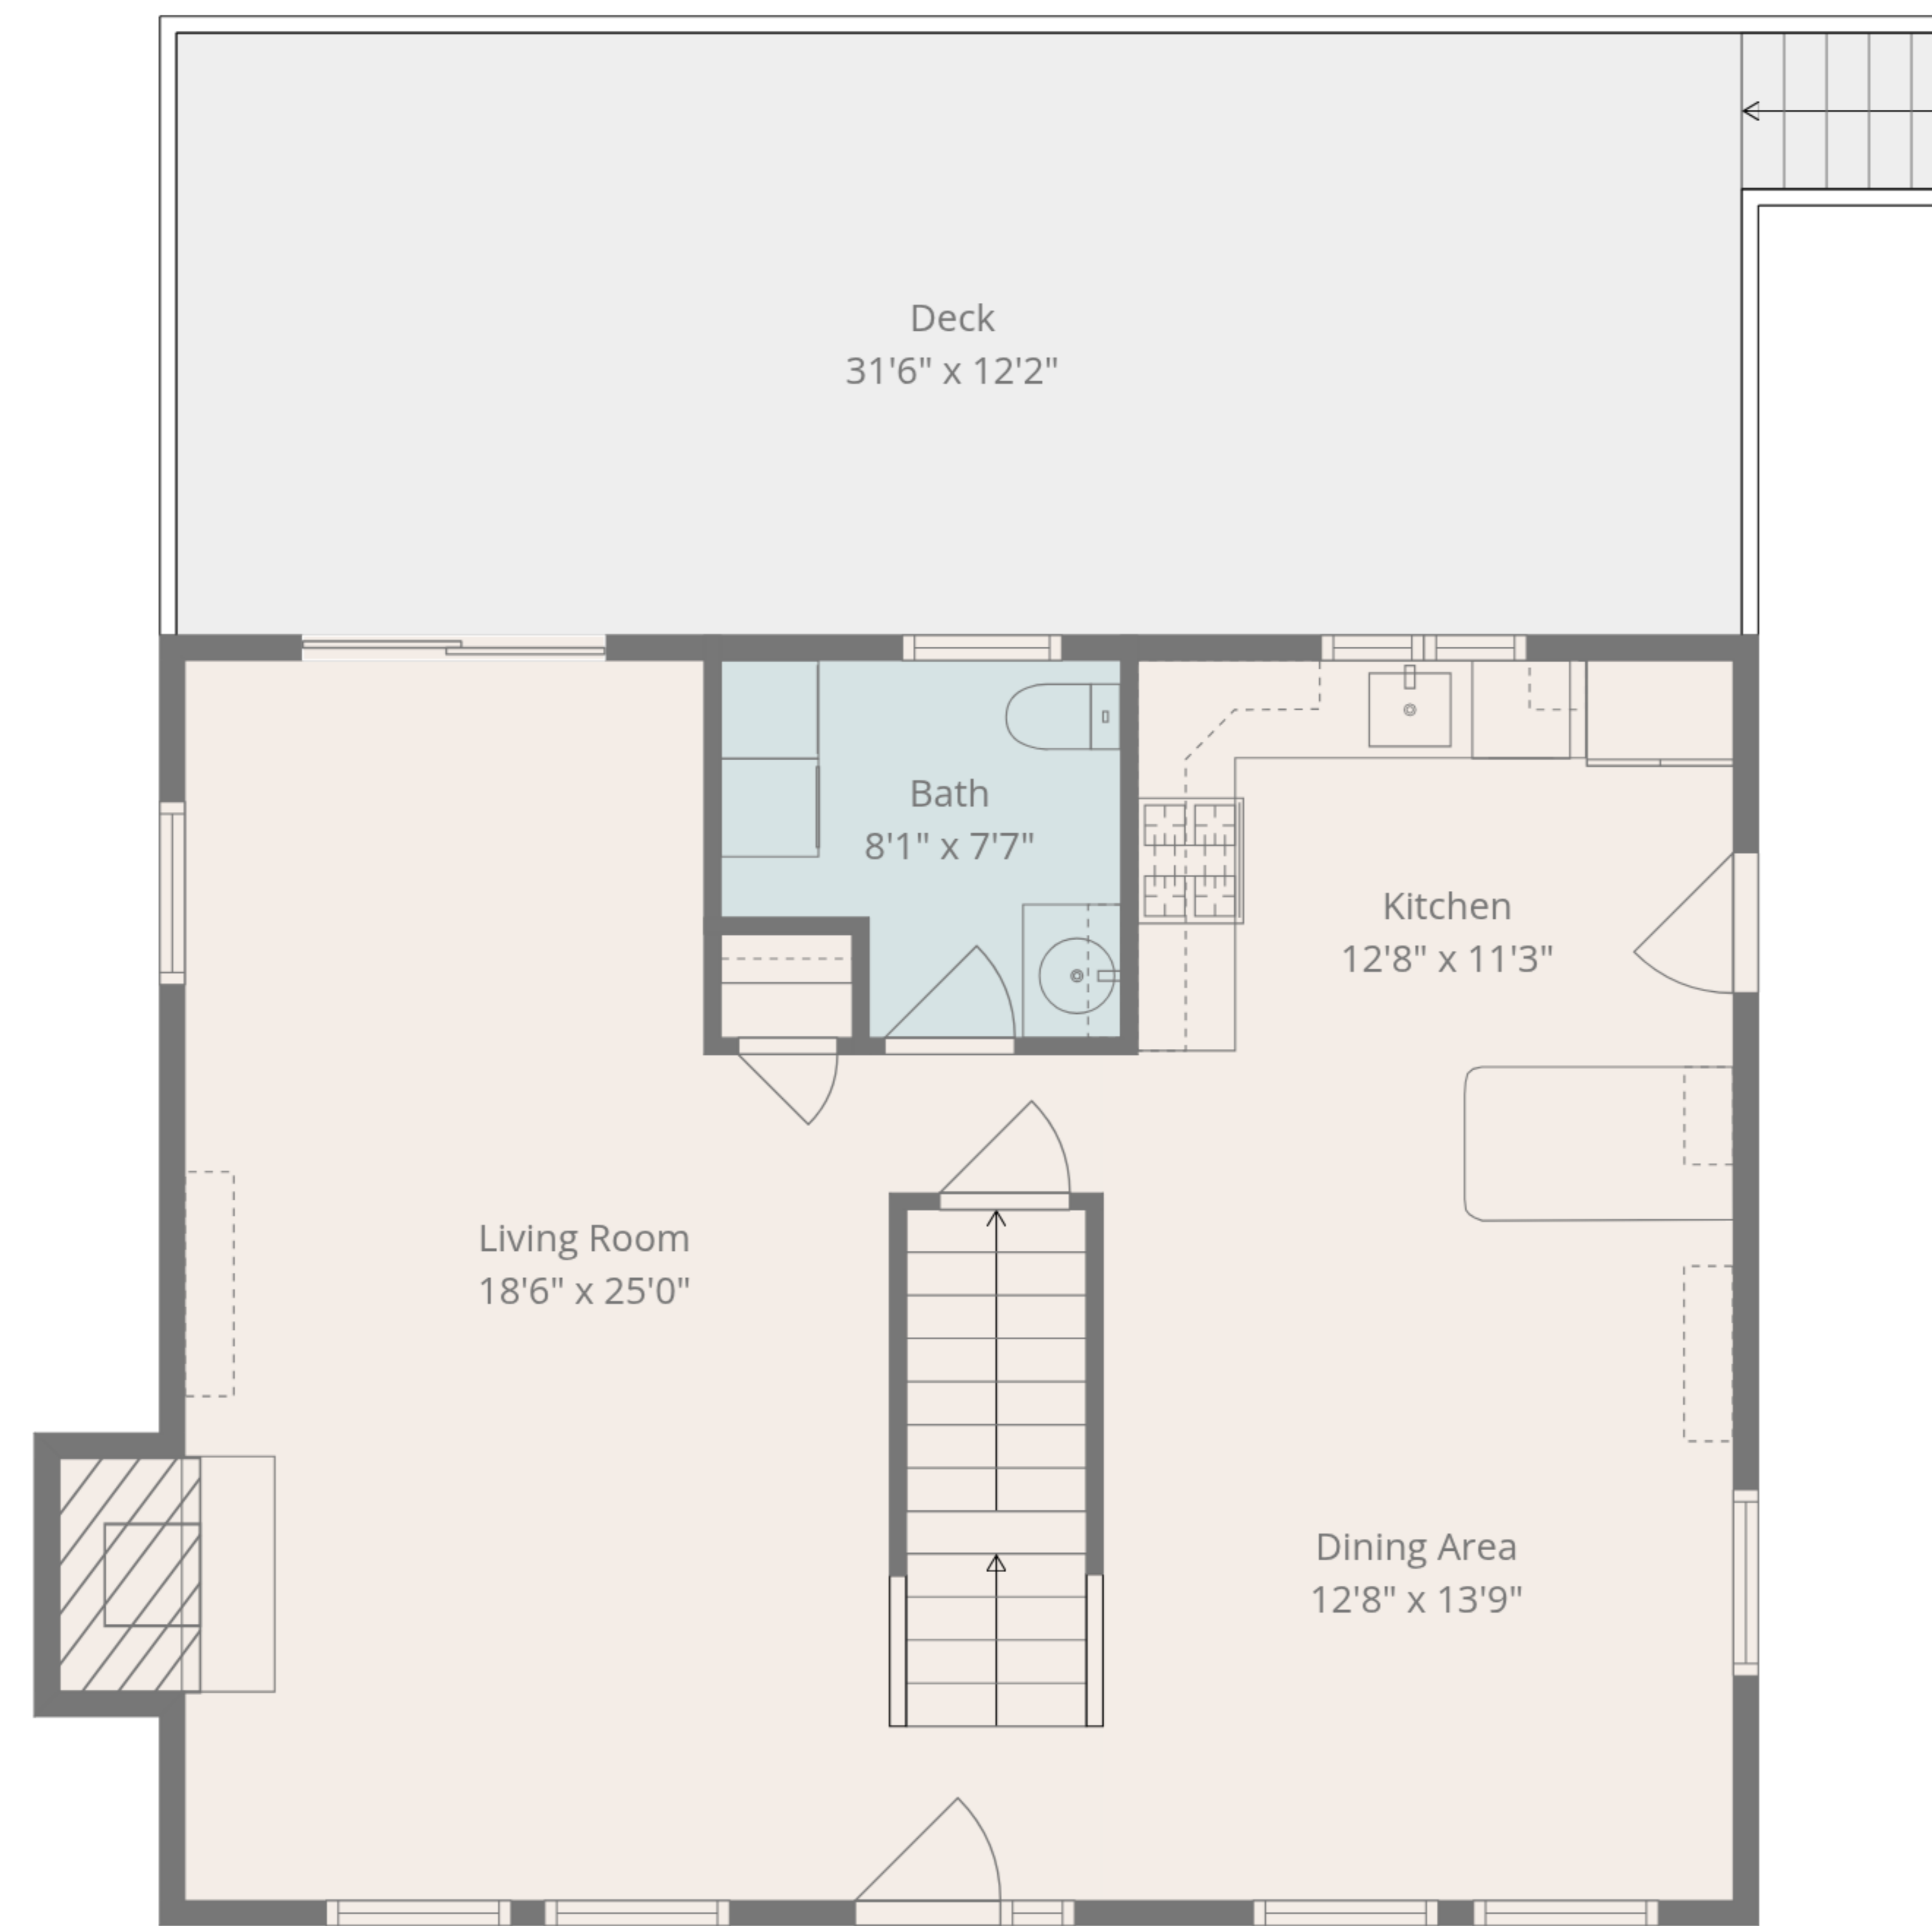 Deck
31'6" x 12'2"
Bath
8'1" x 7'7"
Kitchen
12'8" x 11'3"
Living Room
18'6" x 25'0"
Dining Area
12'8" x 13'9"